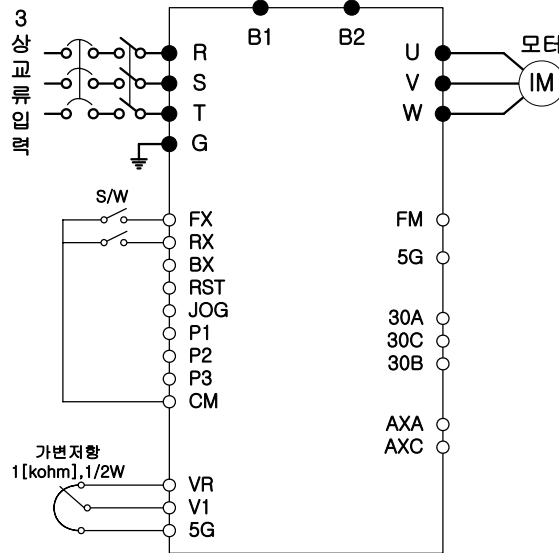 3상교류입력
B1
B2
R
S
T
G
U
V
W
모터
IM
S/W
FX
RX
BX
RST
JOG
P1
P2
P3
CM
FM
5G
30A
30C
30B
AXA
AXC
가변저항
1[kohm],1/2W
VR
V1
5G